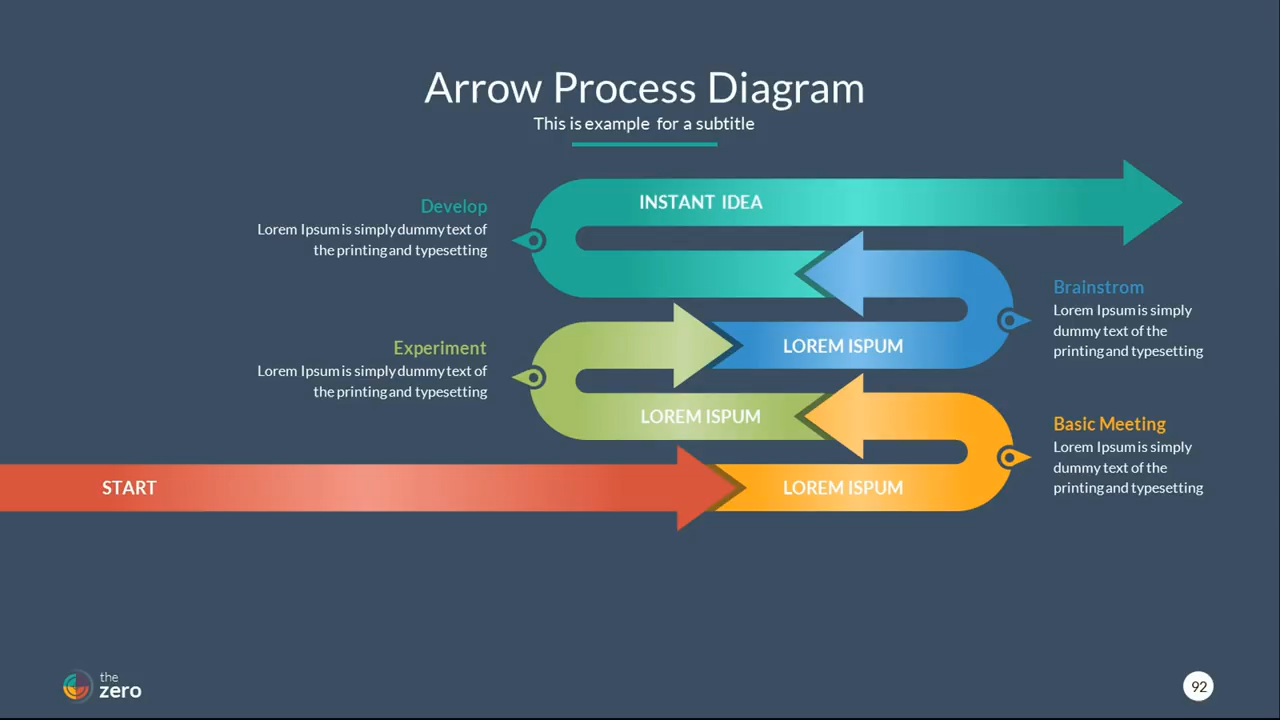 Arrow Process Diagram
This is example for a subtitle
INSTANT IDEA
Develop
Lorem Ipsum is simply dummy text of
the printing and typesetting
Brainstrom
Lorem Ipsum is simply
dummy text of the
printing and typesetting
LOREM ISPUM
Experiment
Lorem Ipsum is simply dummy text of
the printing and typesetting
LOREM ISPUM
Basic Meeting
Lorem Ipsum is simply
dummy text of the
printing and typesetting
START
LOREM ISPUM
the
zero
92